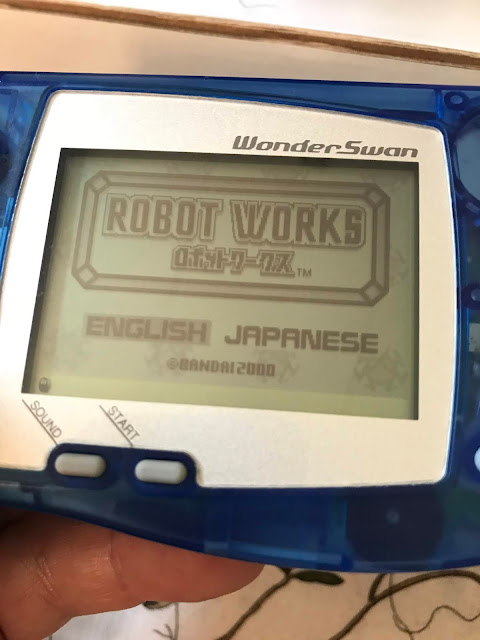 WonderSwan
ROBOT WORKS
ロボットワークス™
ENGLISH JAPANESE
©BANDAI 2000
SOUND START